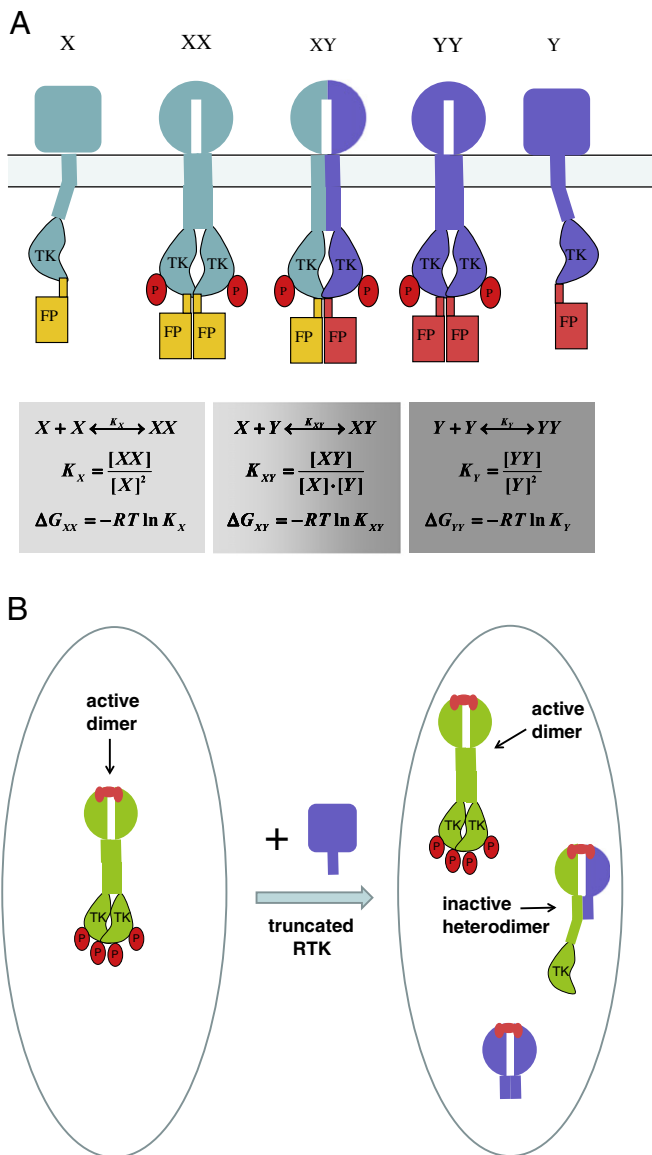 A
X XX XY YY Y
TK TK TK TK TK TK TK TK
P P P P P P
FP FP FP FP FP FP FP FP
X + X ⟷ XX X + Y ⟷ XY Y + Y ⟷ YY
K_X K_XY K_Y
K_X = [XX] / [X]² K_XY = [XY] / [X]·[Y] K_Y = [YY] / [Y]²
ΔG_XX = −RT ln K_X ΔG_XY = −RT ln K_XY ΔG_YY = −RT ln K_Y
B
active
dimer
TK TK
P P P P
+
truncated
RTK
active
dimer
TK TK
P P P P
inactive
heterodimer
TK